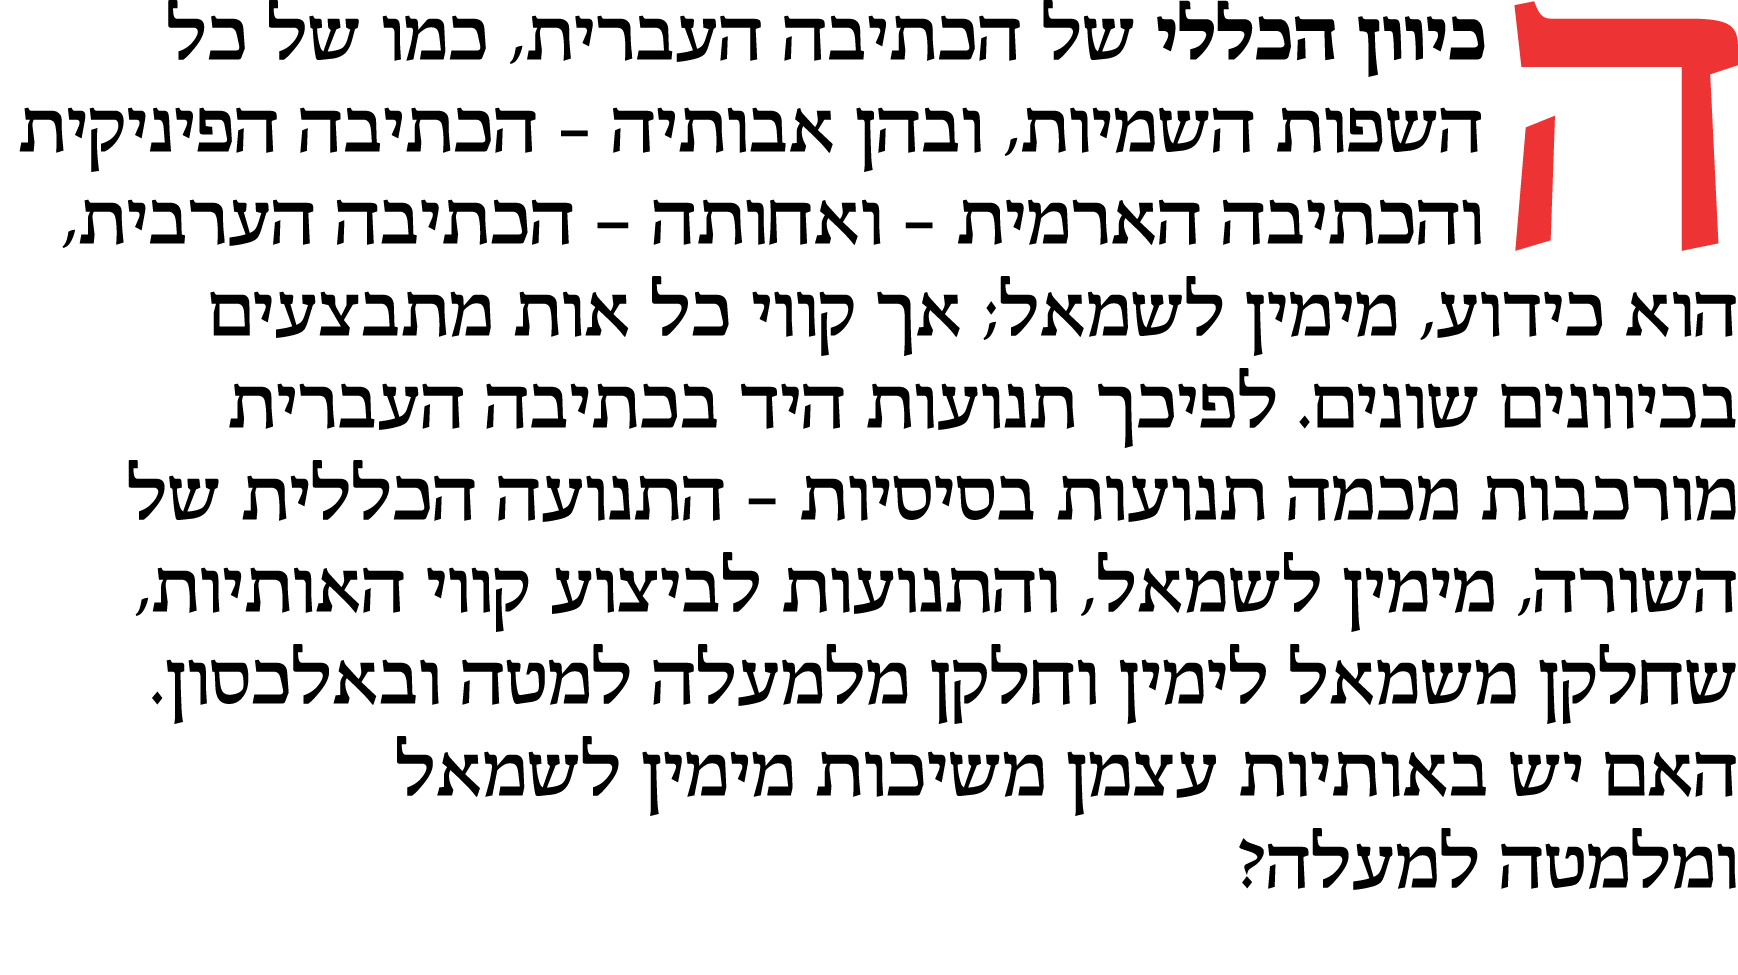 הכיוון הכללי של הכתיבה העברית, כמו של כל
השפות השמיות, ובהן אבותיה – הכתיבה הפיניקית
והכתיבה הארמית – ואחותה – הכתיבה הערבית,
הוא כידוע, מימין לשמאל; אך קווי כל אות מתבצעים
בכיוונים שונים. לפיכך תנועות היד בכתיבה העברית
מורכבות מכמה תנועות בסיסיות – התנועה הכללית של
השורה, מימין לשמאל, והתנועות לביצוע קווי האותיות,
שחלקן משמאל לימין וחלקן מלמעלה למטה ובאלכסון.
האם יש באותיות עצמן משיכות מימין לשמאל
ומלמטה למעלה?